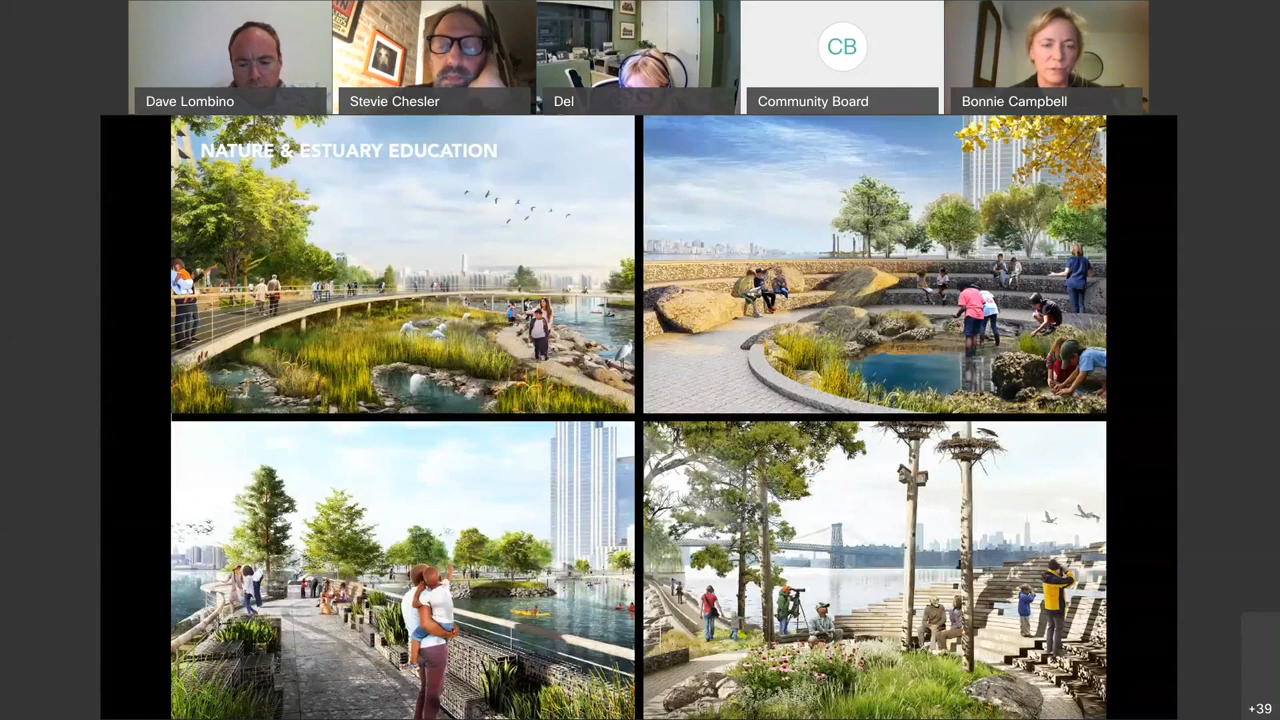 Dave Lombino
Stevie Chesler
Del
CB
Community Board
Bonnie Campbell
NATURE & ESTUARY EDUCATION
+39